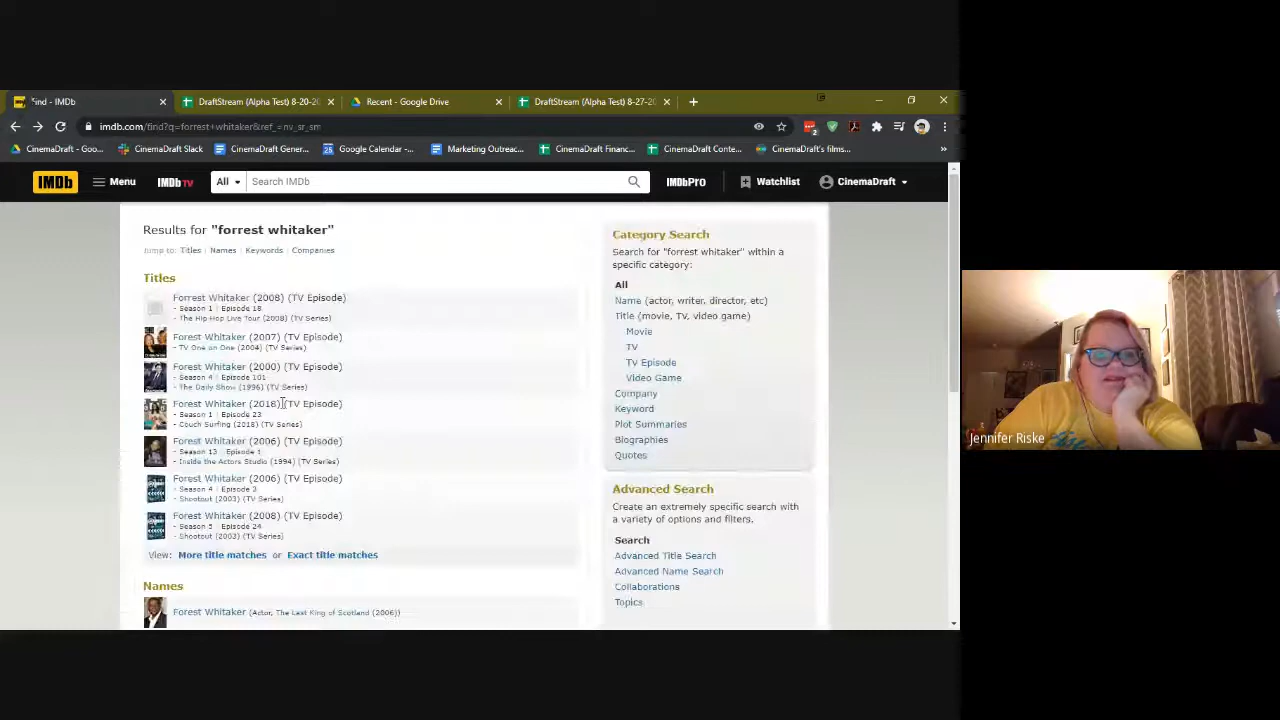 Find - IMDb
DraftStream (Alpha Test) 8-20-20
Recent - Google Drive
DraftStream (Alpha Test) 8-27-20
imdb.com/find?q=forrest+whitaker&ref_=nv_sr_sm
2
CinemaDraft - Goo...
CinemaDraft Slack
CinemaDraft Gener...
Google Calendar -...
Marketing Outreac...
CinemaDraft Financ...
CinemaDraft Conte...
CinemaDraft's films...
IMDb
Menu
IMDb TV
All
Search IMDb
IMDbPro
Watchlist
CinemaDraft
Results for "forrest whitaker"
Jump to: Titles | Names | Keywords | Companies
Titles
Forrest Whitaker (2008) (TV Episode)
- Season 1 | Episode 18
- The Hip Hop Live Tour (2008) (TV Series)
Forest Whitaker (2007) (TV Episode)
- TV One on One (2004) (TV Series)
Forest Whitaker (2000) (TV Episode)
- Season 4 | Episode 101
- The Daily Show (1996) (TV Series)
Forest Whitaker (2018) (TV Episode)
- Season 1 | Episode 23
- Couch Surfing (2018) (TV Series)
Forest Whitaker (2006) (TV Episode)
- Season 13 | Episode 1
- Inside the Actors Studio (1994) (TV Series)
Forest Whitaker (2006) (TV Episode)
- Season 4 | Episode 3
- Shootout (2003) (TV Series)
Forest Whitaker (2008) (TV Episode)
- Season 5 | Episode 24
- Shootout (2003) (TV Series)
View: More title matches or Exact title matches
Names
Forest Whitaker (Actor, The Last King of Scotland (2006))
Category Search
Search for "forrest whitaker" within a
specific category:
All
Name (actor, writer, director, etc)
Title (movie, TV, video game)
Movie
TV
TV Episode
Video Game
Company
Keyword
Plot Summaries
Biographies
Quotes
Advanced Search
Create an extremely specific search with
a variety of options and filters.
Search
Advanced Title Search
Advanced Name Search
Collaborations
Topics
Jennifer Riske